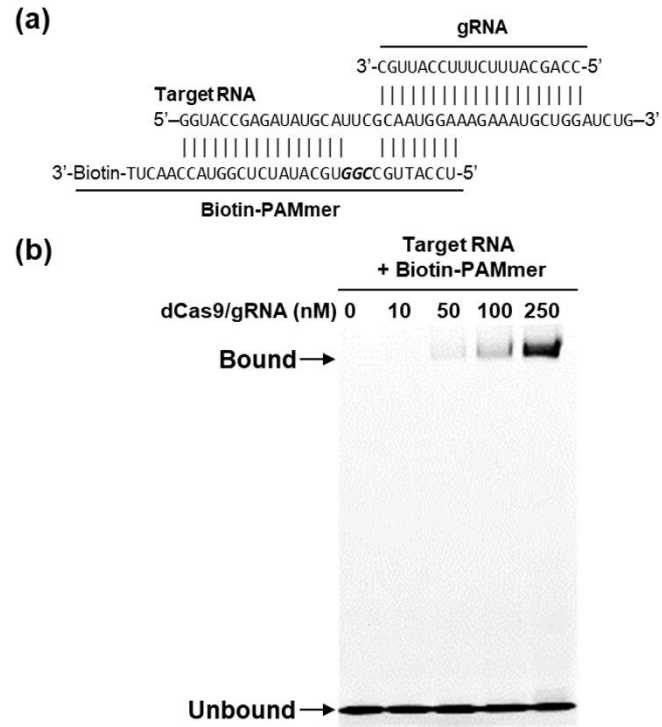 (a)
gRNA
3'-CGUUACCUUUCUUUACGACC-5'
Target RNA
5'–GGUACCGAGAUAUGCAUUCGCAAUGGAAAGAAAUGCUGGAUCUG–3'
3'-Biotin-TUCAACCAUGGCUCUAUACGUGGCCGUUACCU-5'
Biotin-PAMmer
(b)
Target RNA
+ Biotin-PAMmer
dCas9/gRNA (nM) 0 10 50 100 250
Bound
Unbound